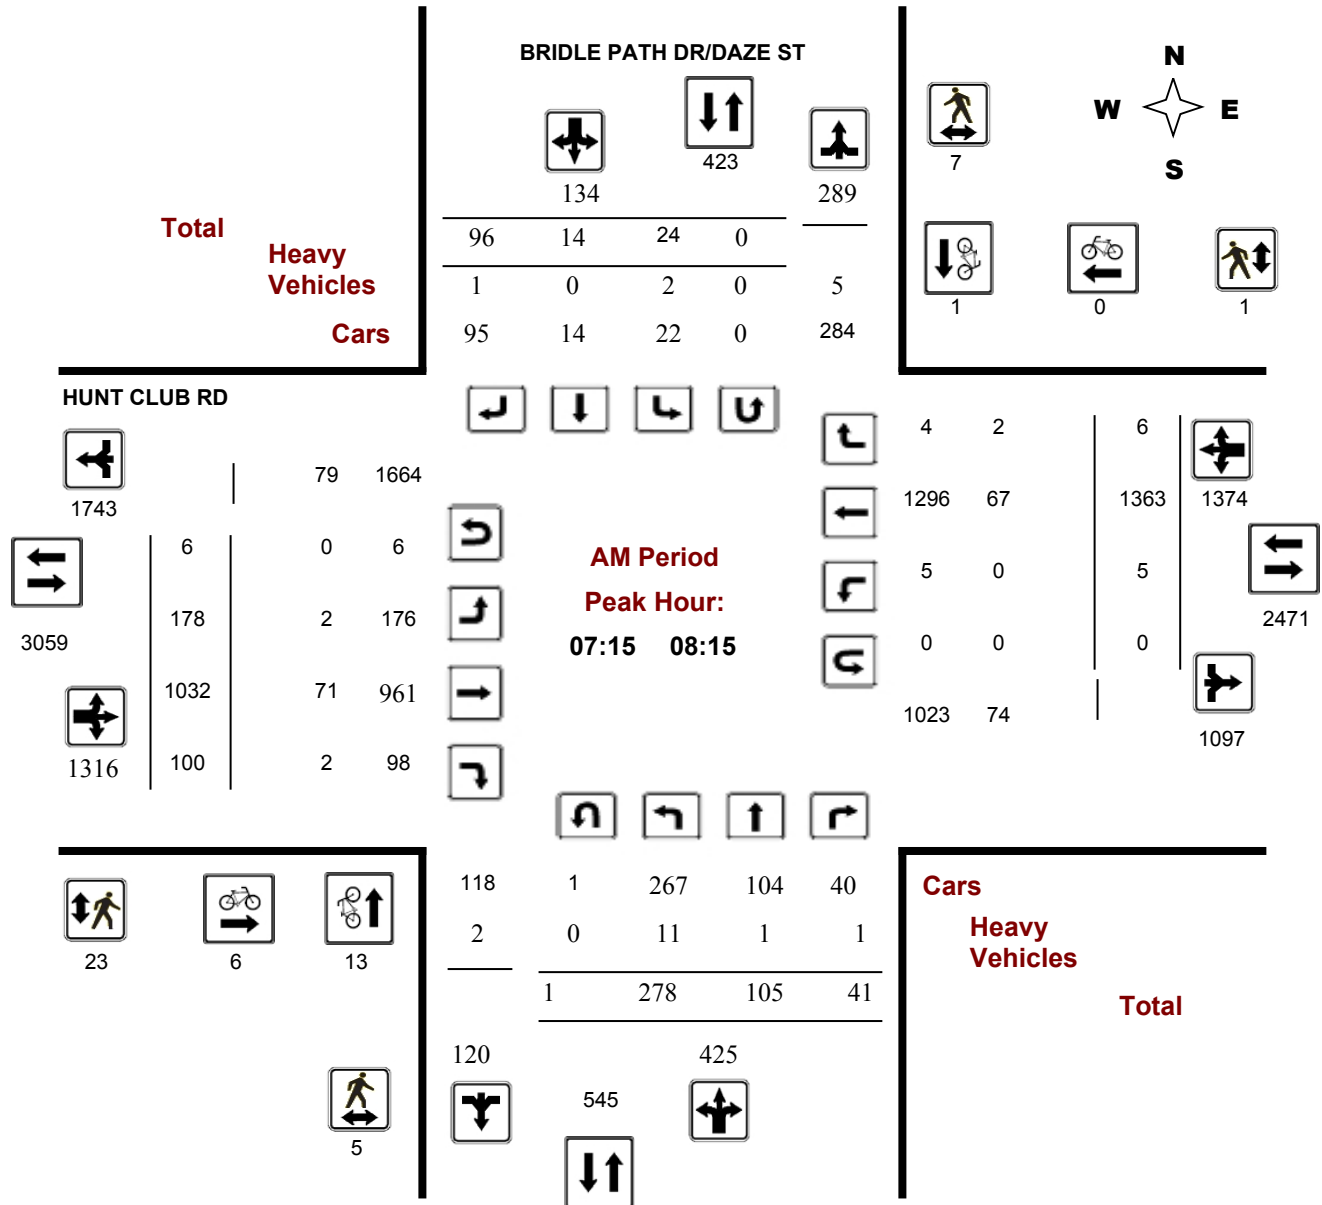 BRIDLE PATH DR/DAZE ST
N
W E
S
423
7
134 289
Total
96 14 24 0
Heavy
Vehicles
1 0 2 0 5
1 0 1
Cars
95 14 22 0 284
HUNT CLUB RD
4 2 6
79 1664
1743
1296 67 1363 1374
6 0 6
AM Period
5 0 5
Peak Hour:
178 2 176
2471
3059
07:15 08:15
0 0 0
1032 71 961
1023 74
1097
1316 100 2 98
118 1 267 104 40
Cars
2 0 11 1 1
Heavy
Vehicles
23 6 13
1 278 105 41
Total
120 425
545
5